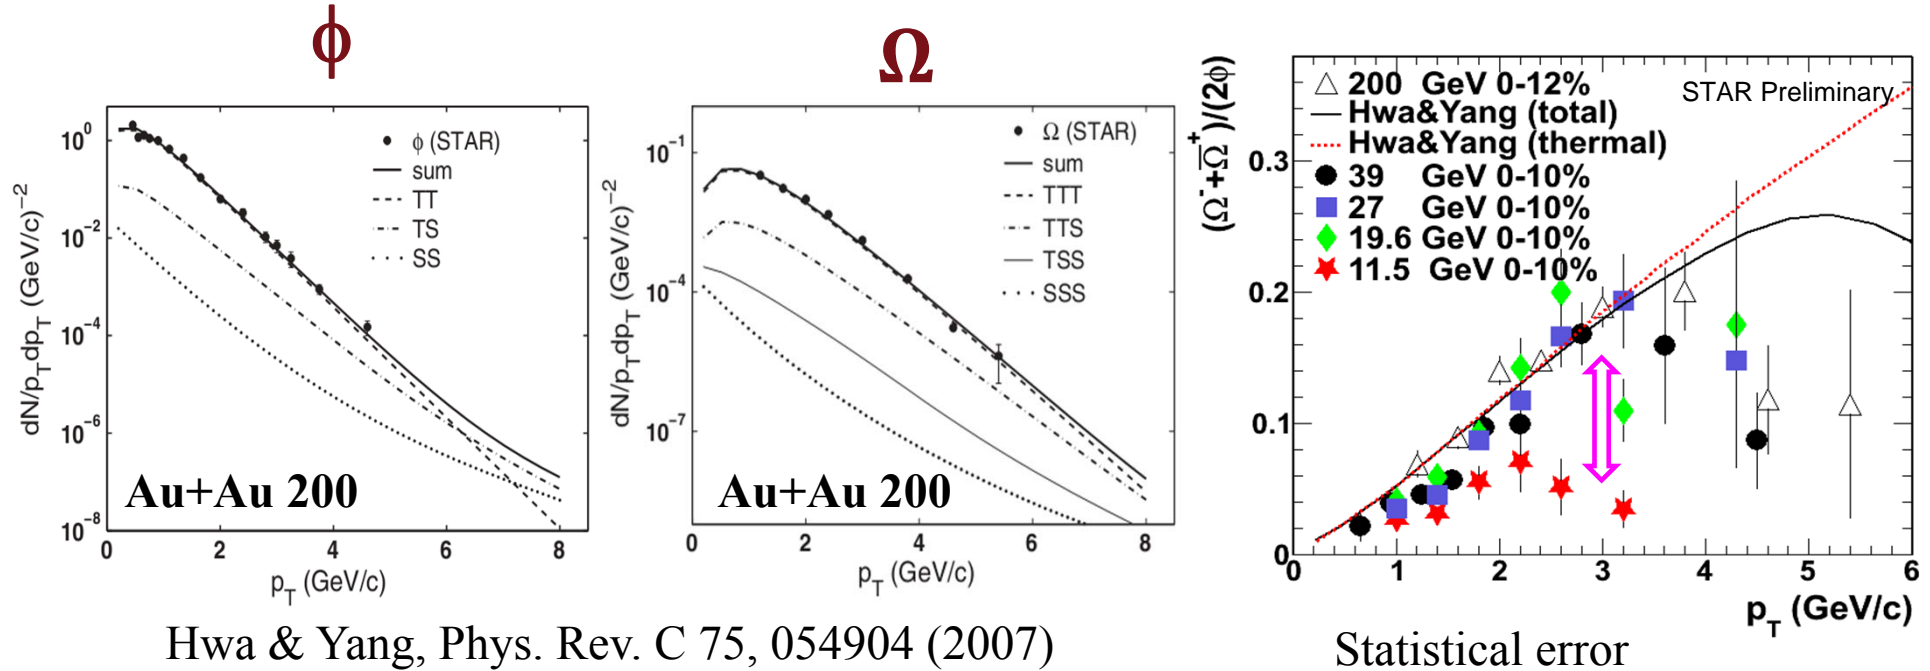 ϕ
10⁰
10⁻²
10⁻⁴
10⁻⁶
10⁻⁸
dN/p_T dp_T (GeV/c)⁻²
ϕ (STAR)
sum
TT
TS
SS
Au+Au 200
0 2 4 6 8
p_T (GeV/c)
Ω
10⁻¹
10⁻⁴
10⁻⁷
dN/p_T dp_T (GeV/c)⁻²
Ω (STAR)
sum
TTT
TTS
TSS
SSS
Au+Au 200
0 2 4 6 8
p_T (GeV/c)
Hwa & Yang, Phys. Rev. C 75, 054904 (2007)
(Ω⁻+Ω̅⁺)/(2ϕ)
0.3
0.2
0.1
0
STAR Preliminary
200 GeV 0-12%
Hwa&Yang (total)
Hwa&Yang (thermal)
39 GeV 0-10%
27 GeV 0-10%
19.6 GeV 0-10%
11.5 GeV 0-10%
0 1 2 3 4 5 6
p_T (GeV/c)
Statistical error